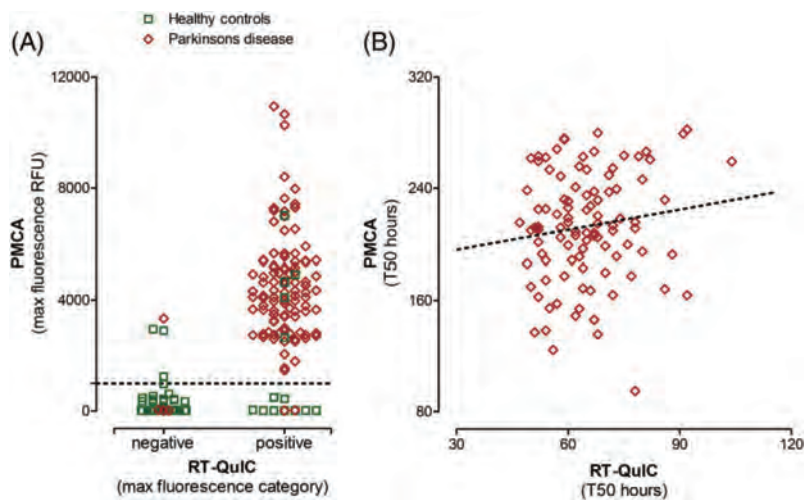 Healthy controls
Parkinsons disease
(A)
12000
8000
4000
0
PMCA
(max fluorescence RFU)
negative
positive
RT-QuIC
(max fluorescence category)
(B)
320
240
160
80
PMCA
(T50 hours)
30
60
90
120
RT-QuIC
(T50 hours)